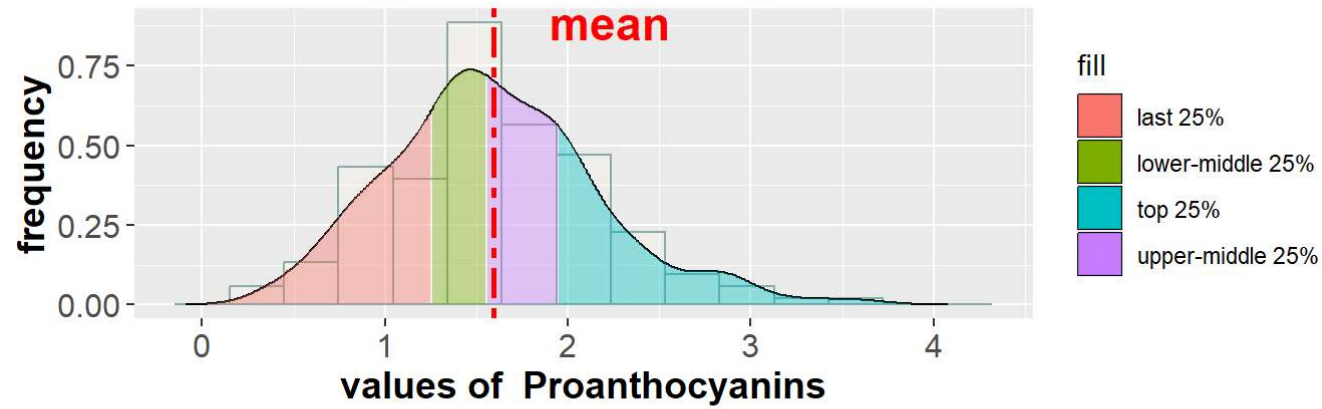 mean
frequency
0.75
0.50
0.25
0.00
0 1 2 3 4
values of  Proanthocyanins
fill
last 25%
lower-middle 25%
top 25%
upper-middle 25%